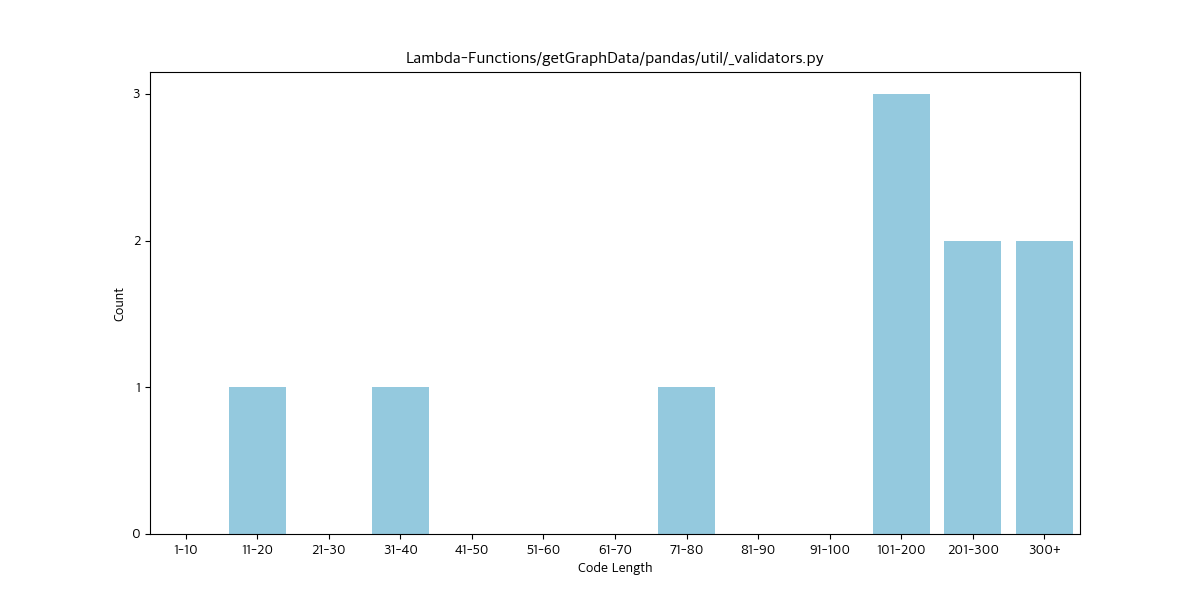 Lambda-Functions/getGraphData/pandas/util/_validators.py
3
2
1
0
Count
1-10 11-20 21-30 31-40 41-50 51-60 61-70 71-80 81-90 91-100 101-200 201-300 300+
Code Length